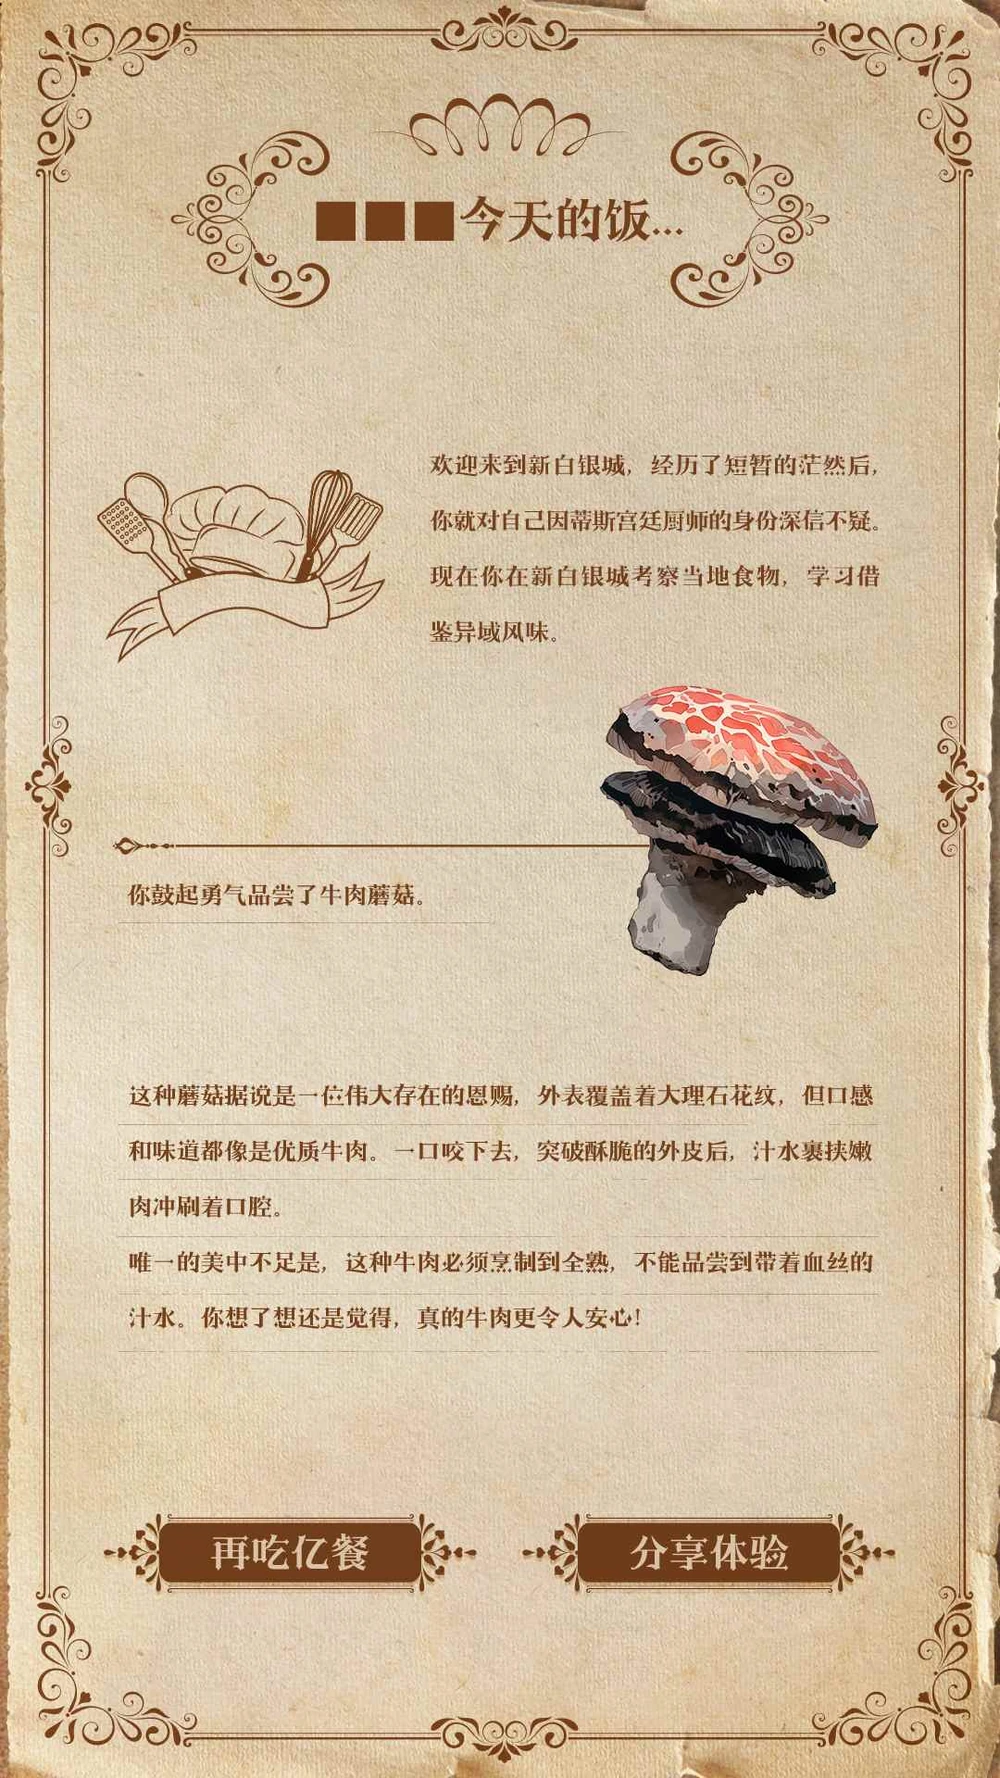 ■■■今天的饭...
欢迎来到新白银城，经历了短暂的茫然后，
你就对自己因蒂斯宫廷厨师的身份深信不疑。
现在你在新白银城考察当地食物，学习借
鉴异域风味。
你鼓起勇气品尝了牛肉蘑菇。
这种蘑菇据说是一位伟大存在的恩赐，外表覆盖着大理石花纹，但口感
和味道都像是优质牛肉。一口咬下去，突破酥脆的外皮后，汁水裹挟嫩
肉冲刷着口腔。
唯一的美中不足是，这种牛肉必须烹制到全熟，不能品尝到带着血丝的
汁水。你想了想还是觉得，真的牛肉更令人安心！
再吃亿餐
分享体验